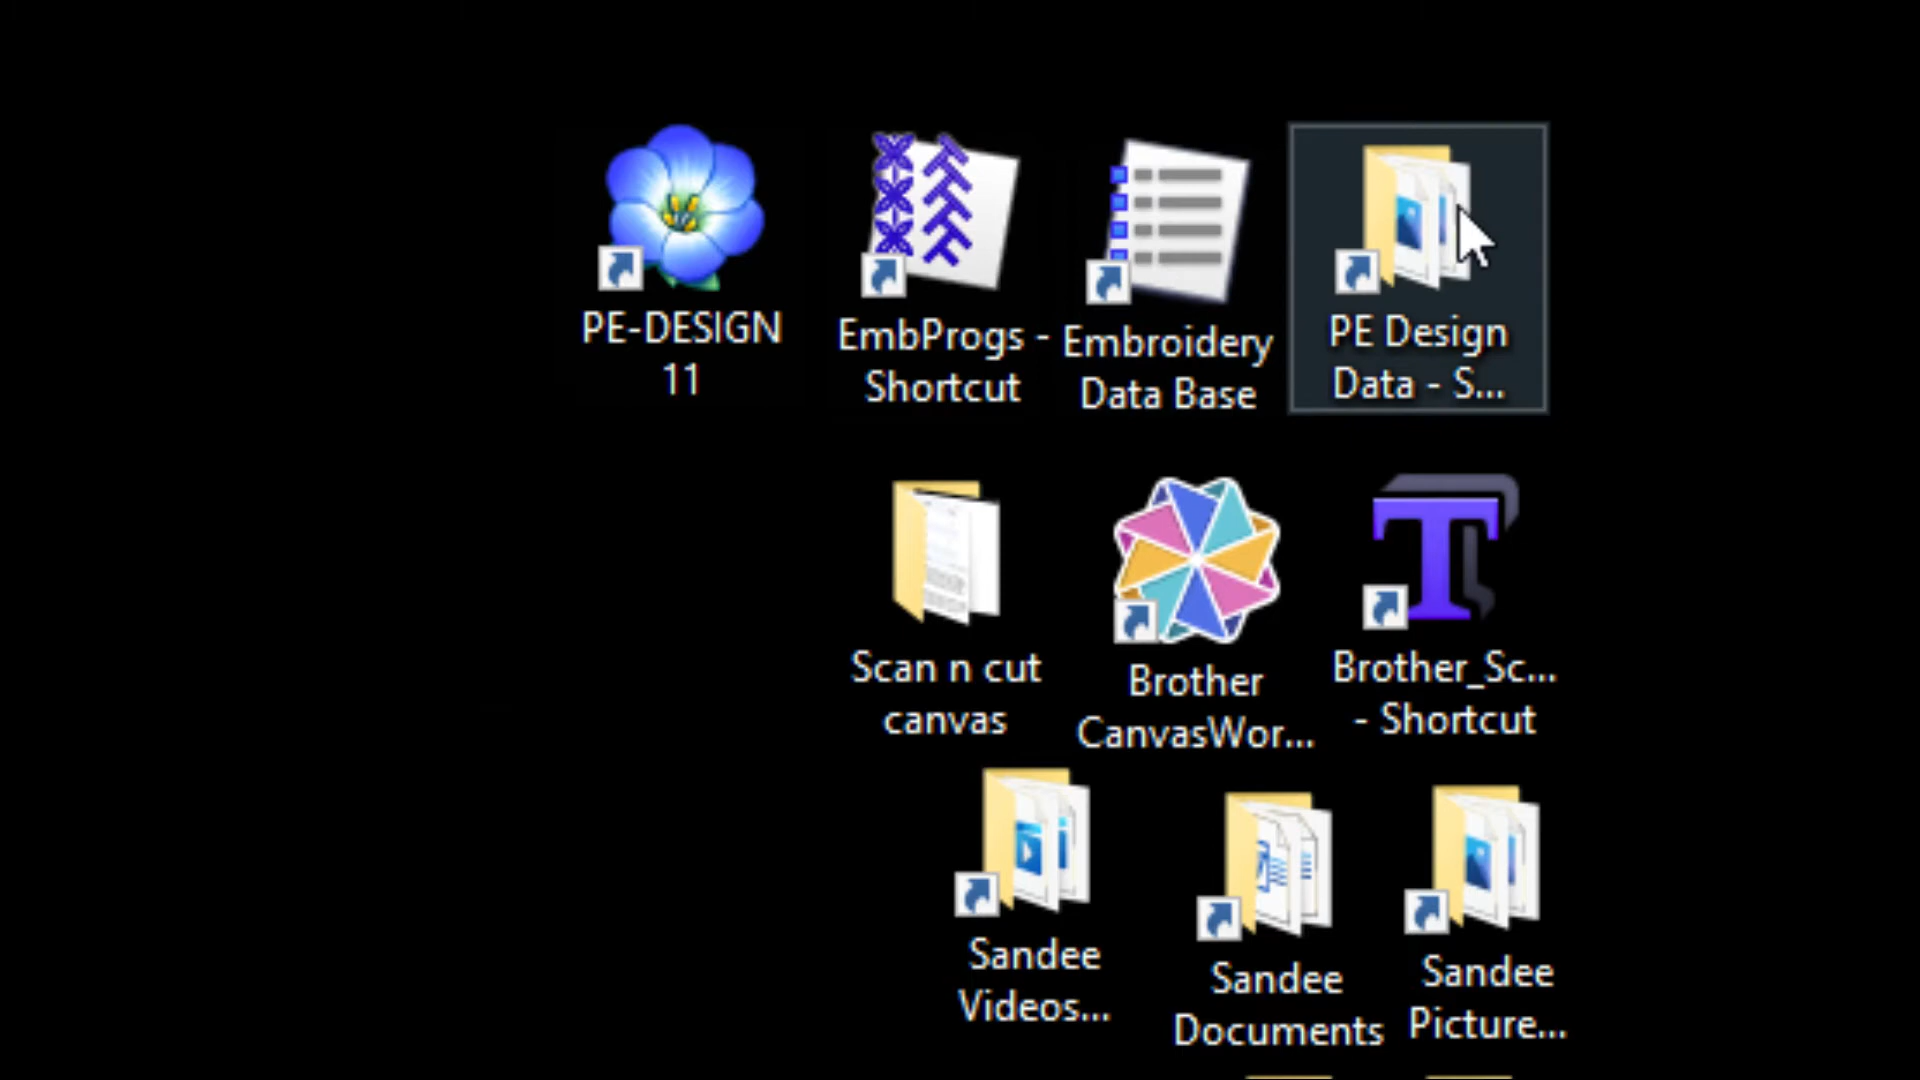 PE-DESIGN
11
EmbProgs -
Shortcut
Embroidery
Data Base
PE Design
Data - S...
Scan n cut
canvas
Brother
CanvasWor...
Brother_Sc...
- Shortcut
Sandee
Videos...
Sandee
Documents
Sandee
Picture...